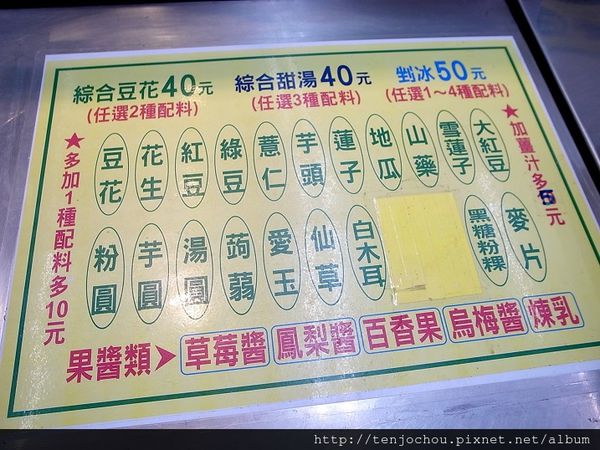 綜合豆花40元 綜合甜湯40元 剉冰50元
(任選2種配料) (任選3種配料) (任選1~4種配料)
★多加1種配料多10元
豆花 花生 紅豆 綠豆 薏仁 芋頭 蓮子 地瓜 山藥 雪蓮子 大紅豆
粉圓 芋圓 湯圓 蒟蒻 愛玉 仙草 白木耳 黑糖粉粿 麥片
★加薑汁多5元
果醬類➤ 草莓醬 鳳梨醬 百香果 烏梅醬 煉乳
http://tenjochou.pixnet.net/album